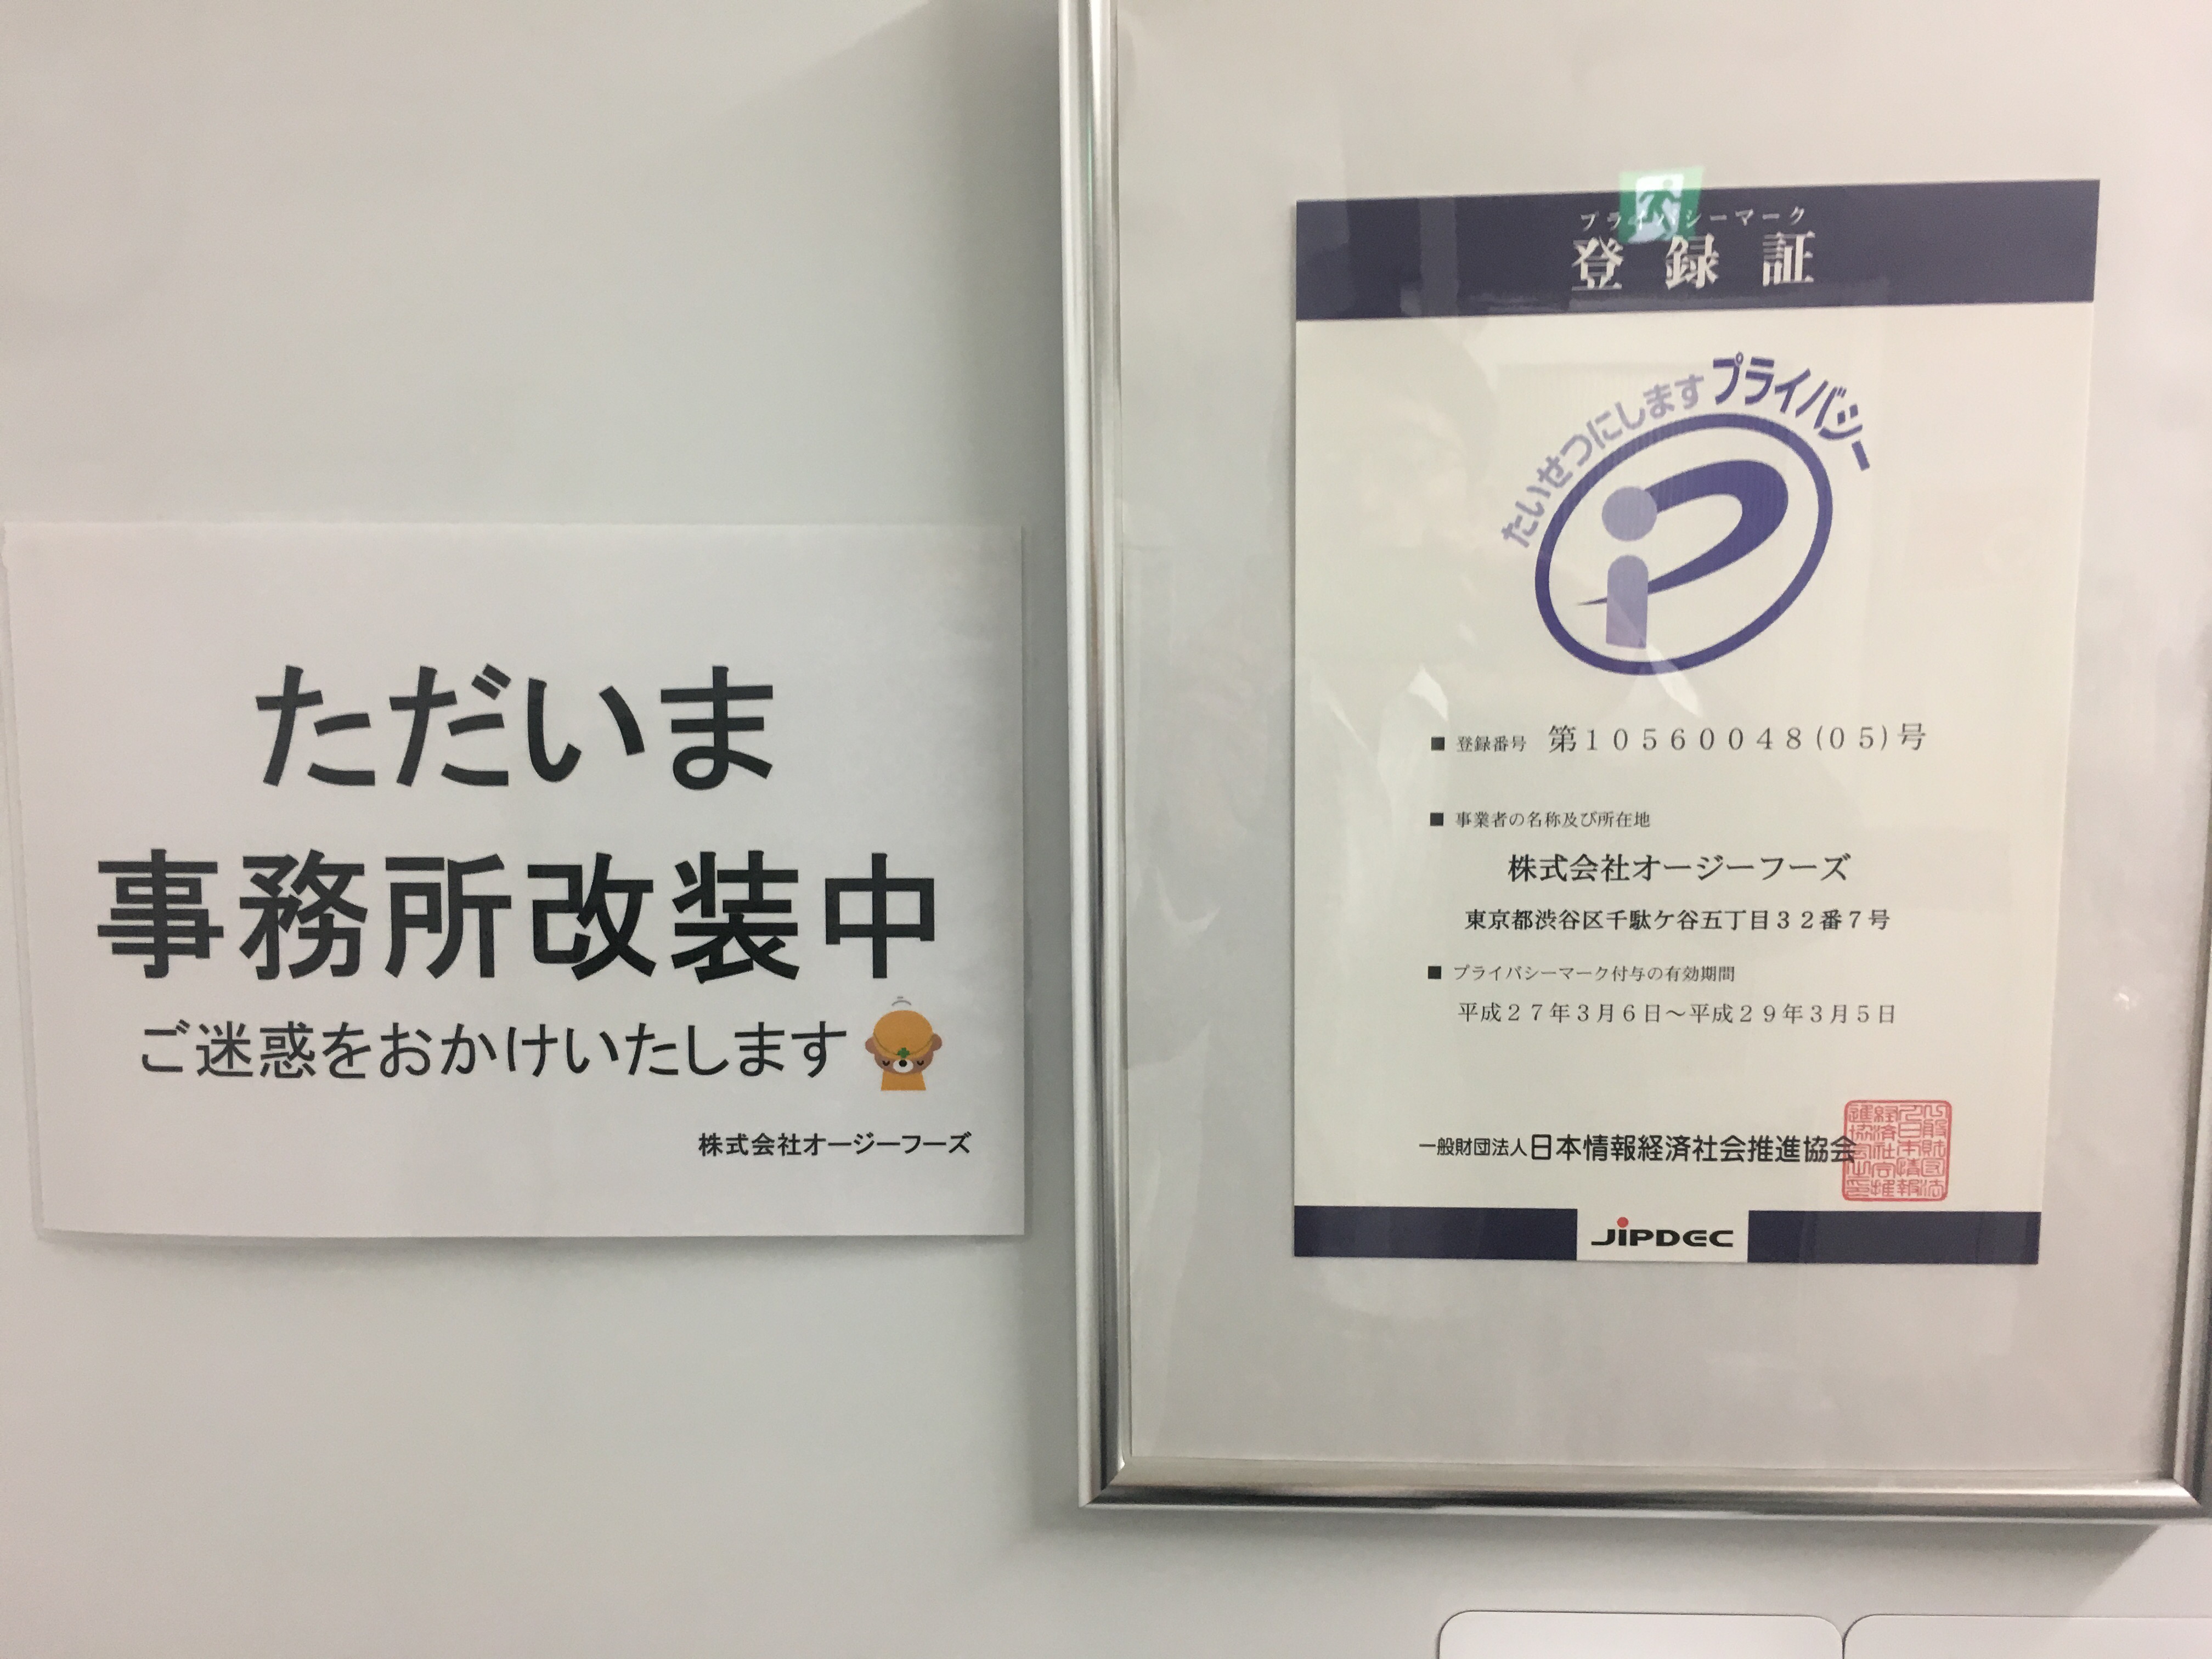 ただいま
事務所改装中
ご迷惑をおかけいたします
株式会社オージーフーズ
プライバシーマーク
登録証
たいせつにしますプライバシー
■ 登録番号 第10560048(05)号
■ 事業者の名称及び所在地
株式会社オージーフーズ
東京都渋谷区千駄ケ谷五丁目32番7号
■ プライバシーマーク付与の有効期間
平成27年3月6日～平成29年3月5日
一般財団法人日本情報経済社会推進協会
JIPDEC